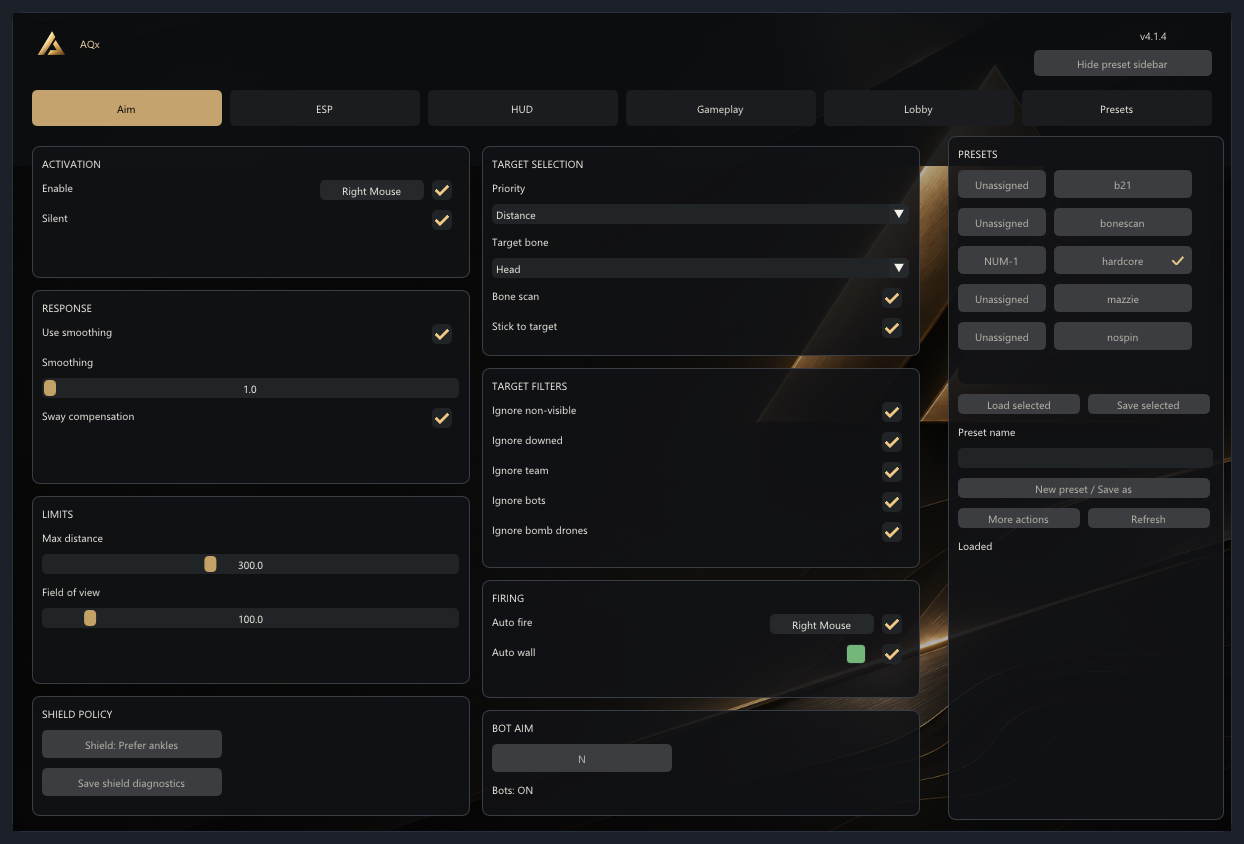 AQx
v4.1.4
Hide preset sidebar
Aim
ESP
HUD
Gameplay
Lobby
Presets
ACTIVATION
Enable
Right Mouse
Silent
RESPONSE
Use smoothing
Smoothing
1.0
Sway compensation
LIMITS
Max distance
300.0
Field of view
100.0
SHIELD POLICY
Shield: Prefer ankles
Save shield diagnostics
TARGET SELECTION
Priority
Distance
Target bone
Head
Bone scan
Stick to target
TARGET FILTERS
Ignore non-visible
Ignore downed
Ignore team
Ignore bots
Ignore bomb drones
FIRING
Auto fire
Right Mouse
Auto wall
BOT AIM
N
Bots: ON
PRESETS
Unassigned
b21
Unassigned
bonescan
NUM-1
hardcore
Unassigned
mazzie
Unassigned
nospin
Load selected
Save selected
Preset name
New preset / Save as
More actions
Refresh
Loaded